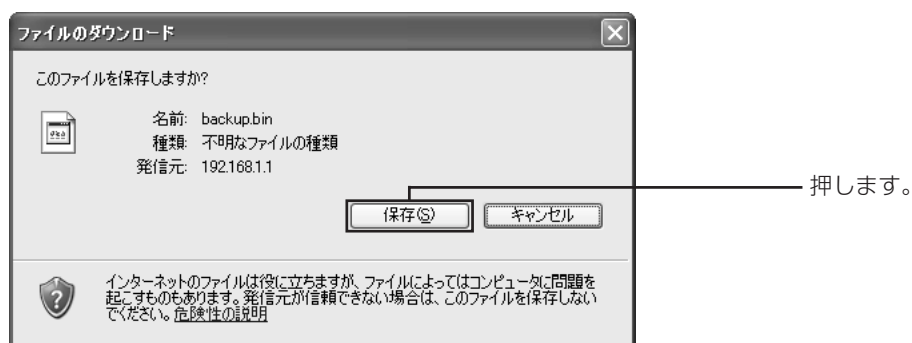 ファイルのダウンロード
このファイルを保存しますか?
名前: backup.bin
種類: 不明なファイルの種類
発信元: 192.168.1.1
保存(S) キャンセル
押します。
インターネットのファイルは役に立ちますが、ファイルによってはコンピュータに問題を
起こすものもあります。発信元が信頼できない場合は、このファイルを保存しない
でください。危険性の説明